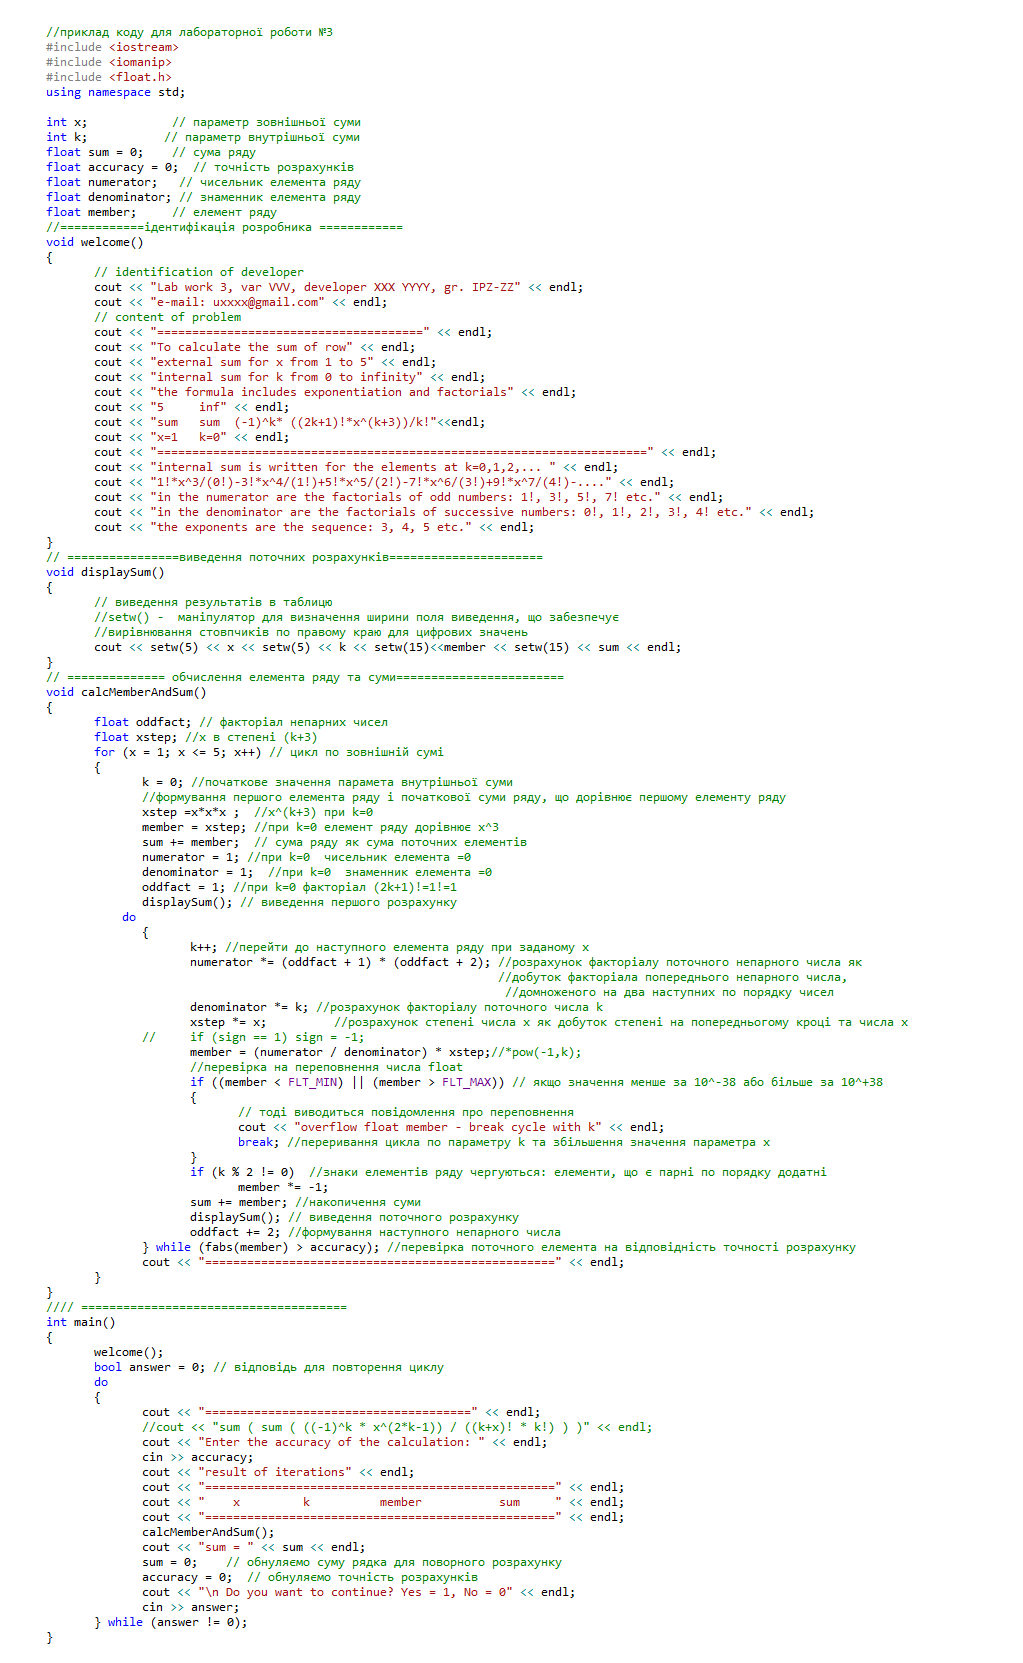 //приклад коду для лабораторної роботи №3
#include <iostream>
#include <iomanip>
#include <float.h>
using namespace std;
int x;            // параметр зовнішньої суми
int k;           // параметр внутрішньої суми
float sum = 0;    // сума ряду
float accuracy = 0;  // точність розрахунків
float numerator;   // чисельник елемента ряду
float denominator; // знаменник елемента ряду
float member;     // елемент ряду
//============ідентифікація розробника ============
void welcome()
{
// identification of developer
cout << "Lab work 3, var VVV, developer XXX YYYY, gr. IPZ-ZZ" << endl;
cout << "e-mail: uxxxx@gmail.com" << endl;
// content of problem
cout << "======================================" << endl;
cout << "To calculate the sum of row" << endl;
cout << "external sum for x from 1 to 5" << endl;
cout << "internal sum for k from 0 to infinity" << endl;
cout << "the formula includes exponentiation and factorials" << endl;
cout << "5     inf" << endl;
cout << "sum   sum  (-1)^k* ((2k+1)!*x^(k+3))/k!"<<endl;
cout << "x=1   k=0" << endl;
cout << "======================================================================" << endl;
cout << "internal sum is written for the elements at k=0,1,2,... " << endl;
cout << "1!*x^3/(0!)-3!*x^4/(1!)+5!*x^5/(2!)-7!*x^6/(3!)+9!*x^7/(4!)-...." << endl;
cout << "in the numerator are the factorials of odd numbers: 1!, 3!, 5!, 7! etc." << endl;
cout << "in the denominator are the factorials of successive numbers: 0!, 1!, 2!, 3!, 4! etc." << endl;
cout << "the exponents are the sequence: 3, 4, 5 etc." << endl;
}
// ================виведення поточних розрахунків======================
void displaySum()
{
// виведення результатів в таблицю
//setw() -  маніпулятор для визначення ширини поля виведення, що забезпечує
//вирівнювання стовпчиків по правому краю для цифрових значень
cout << setw(5) << x << setw(5) << k << setw(15)<<member << setw(15) << sum << endl;
}
// ============== обчислення елемента ряду та суми========================
void calcMemberAndSum()
{
float oddfact; // факторіал непарних чисел
float xstep; //x в степені (k+3)
for (x = 1; x <= 5; x++) // цикл по зовнішній сумі
{
k = 0; //початкове значення парамета внутрішньої суми
//формування першого елемента ряду і початкової суми ряду, що дорівнює першому елементу ряду
xstep =x*x*x ;  //x^(k+3) при k=0
member = xstep; //при k=0 елемент ряду дорівнює x^3
sum += member;  // сума ряду як сума поточних елементів
numerator = 1; //при k=0  чисельник елемента =0
denominator = 1;  //при k=0  знаменник елемента =0
oddfact = 1; //при k=0 факторіал (2k+1)!=1!=1
displaySum(); // виведення першого розрахунку
do
{
k++; //перейти до наступного елемента ряду при заданому x
numerator *= (oddfact + 1) * (oddfact + 2); //розрахунок факторіалу поточного непарного числа як
//добуток факторіала попереднього непарного числа,
//домноженого на два наступних по порядку чисел
denominator *= k; //розрахунок факторіалу поточного числа k
xstep *= x;          //розрахунок степені числа x як добуток степені на попередньогому кроці та числа x
//     if (sign == 1) sign = -1;
member = (numerator / denominator) * xstep;//*pow(-1,k);
//перевірка на переповнення числа float
if ((member < FLT_MIN) || (member > FLT_MAX)) // якщо значення менше за 10^-38 або більше за 10^+38
{
// тоді виводиться повідомлення про переповнення
cout << "overflow float member - break cycle with k" << endl;
break; //переривання цикла по параметру k та збільшення значення параметра x
}
if (k % 2 != 0)  //знаки елементів ряду чергуються: елементи, що є парні по порядку додатні
member *= -1;
sum += member; //накопичення суми
displaySum(); // виведення поточного розрахунку
oddfact += 2; //формування наступного непарного числа
} while (fabs(member) > accuracy); //перевірка поточного елемента на відповідність точності розрахунку
cout << "==================================================" << endl;
}
}
//// ======================================
int main()
{
welcome();
bool answer = 0; // відповідь для повторення циклу
do
{
cout << "======================================" << endl;
//cout << "sum ( sum ( ((-1)^k * x^(2*k-1)) / ((k+x)! * k!) ) )" << endl;
cout << "Enter the accuracy of the calculation: " << endl;
cin >> accuracy;
cout << "result of iterations" << endl;
cout << "==================================================" << endl;
cout << "    x         k          member           sum     " << endl;
cout << "==================================================" << endl;
calcMemberAndSum();
cout << "sum = " << sum << endl;
sum = 0;    // обнуляємо суму рядка для поворного розрахунку
accuracy = 0;  // обнуляємо точність розрахунків
cout << "\n Do you want to continue? Yes = 1, No = 0" << endl;
cin >> answer;
} while (answer != 0);
}